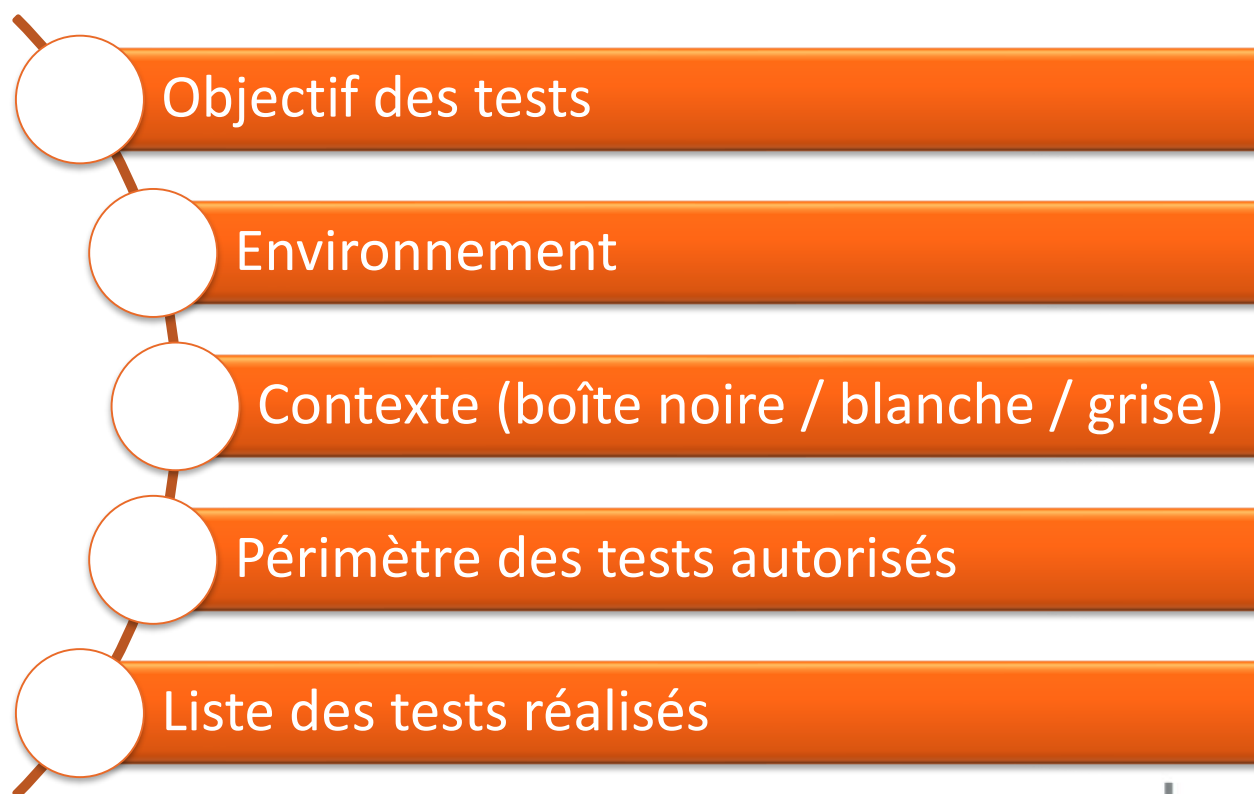 Objectif des tests
Environnement
Contexte (boîte noire / blanche / grise)
Périmètre des tests autorisés
Liste des tests réalisés